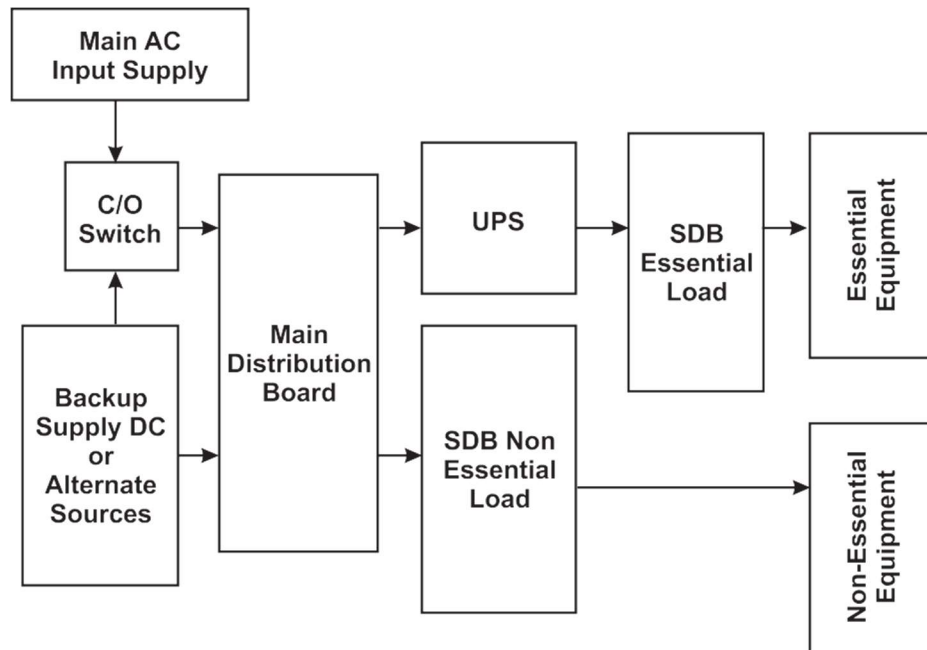 Main AC
Input Supply
C/O
Switch
Backup
Supply DC
or
Alternate
Sources
Main
Distribution
Board
UPS
SDB
Essential
Load
Essential
Equipment
SDB Non
Essential
Load
Non-Essential
Equipment